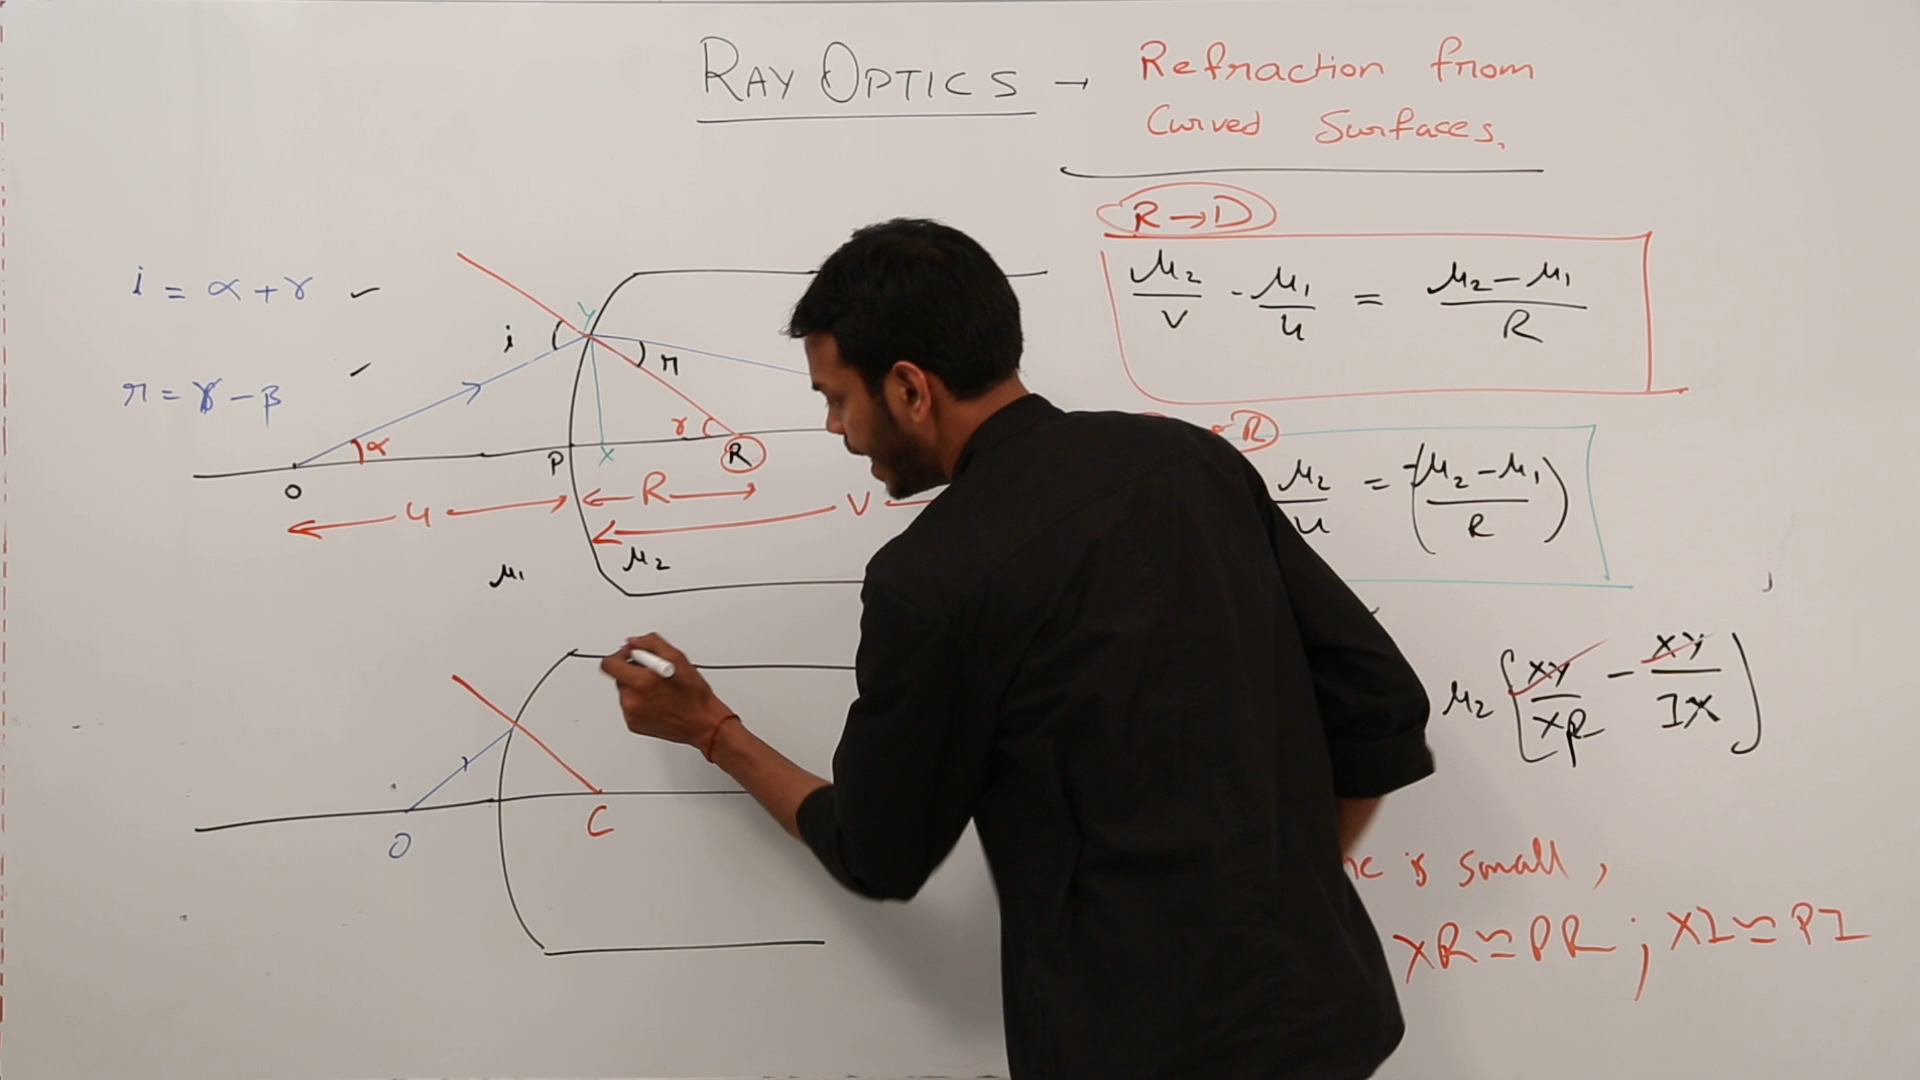 RAY OPTICS → Refraction from
Curved Surfaces.
R→D
μ₂/v - μ₁/u = μ₂-μ₁/R
i = α+γ
r = γ-β
Y
i
r
γ
α
O
P
X
R
u
R
v
μ₁
μ₂
R
μ₂/u = (-μ₂-μ₁/R)
μ₂[XY/XR - XY/IX]
O
C
is small,
XR≃PR; XI≃PI